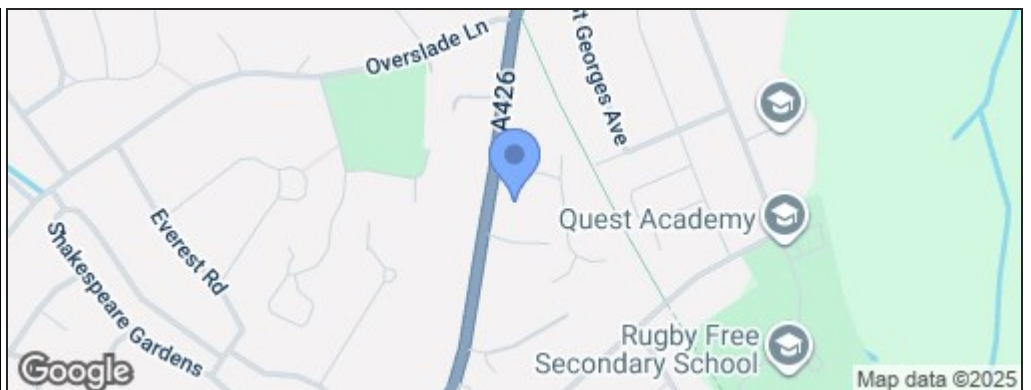 Overslade Ln
A426
St Georges Ave
Quest Academy
Everest Rd
Shakespeare Gardens
Rugby Free
Secondary School
Google
Map data ©2025